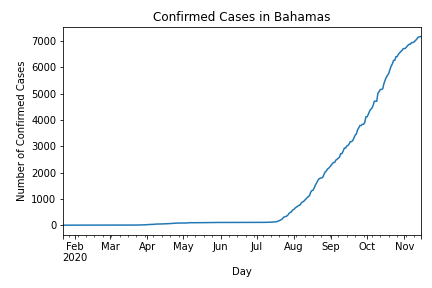 Confirmed Cases in Bahamas
Number of Confirmed Cases
7000
6000
5000
4000
3000
2000
1000
0
Feb Mar Apr May Jun Jul Aug Sep Oct Nov
2020
Day